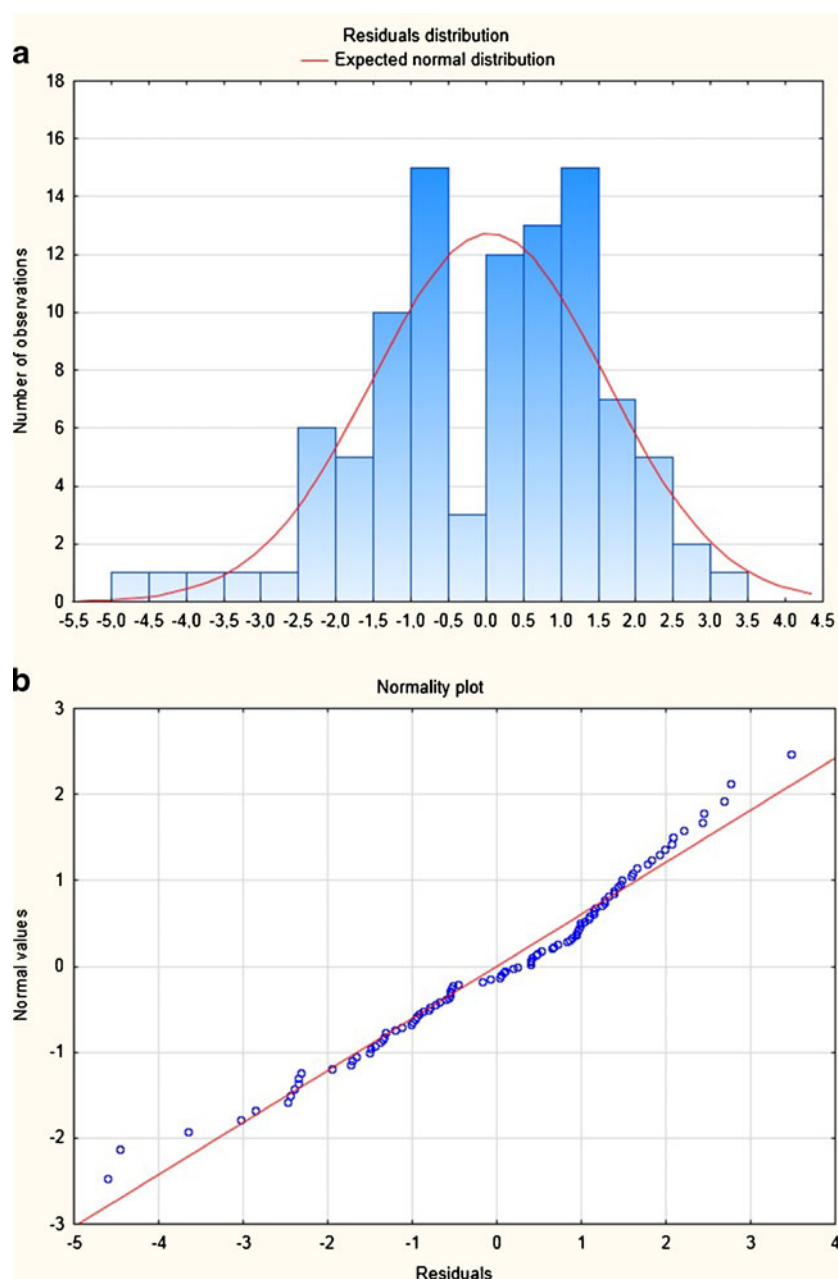 a
Residuals distribution
Expected normal distribution
Number of observations
18
16
14
12
10
8
6
4
2
0
-5,5 -5,0 -4,5 -4,0 -3,5 -3,0 -2,5 -2,0 -1,5 -1,0 -0,5 0.0 0.5 1.0 1.5 2.0 2.5 3.0 3.5 4.0 4.5
b
Normality plot
Normal values
3
2
1
0
-1
-2
-3
-5 -4 -3 -2 -1 0 1 2 3 4
Residuals